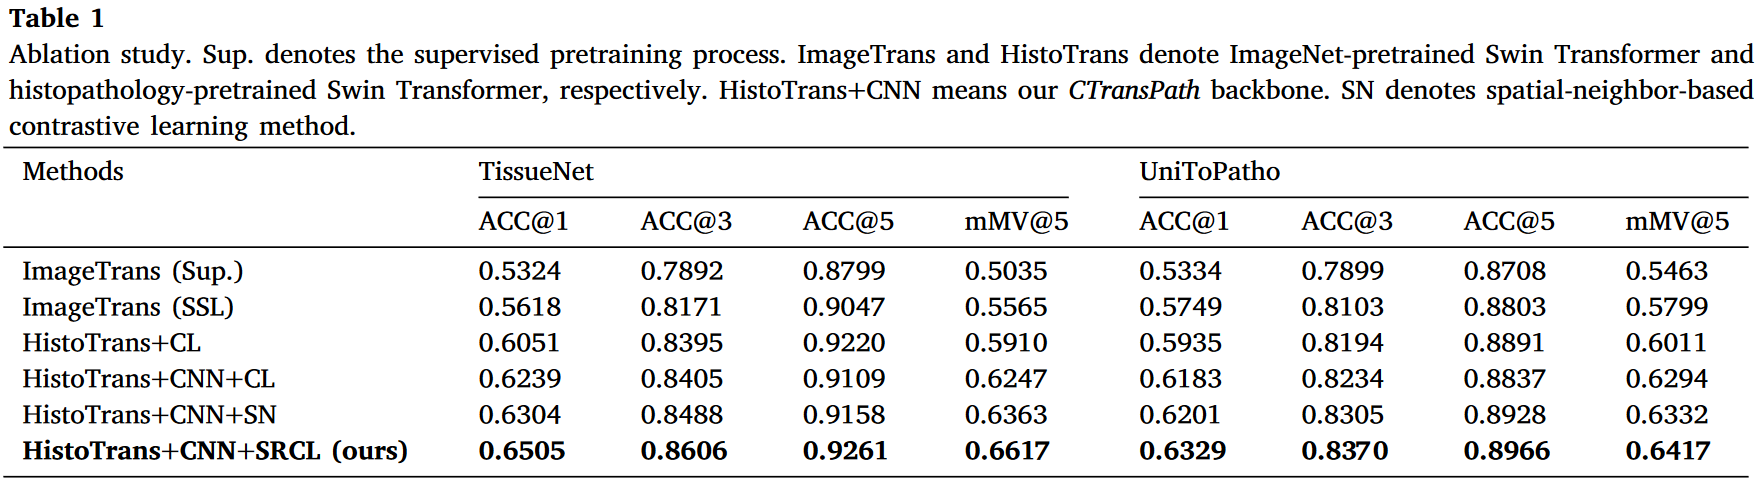 Table 1
Ablation study. Sup. denotes the supervised pretraining process. ImageTrans and HistoTrans denote ImageNet-pretrained Swin Transformer and
histopathology-pretrained Swin Transformer, respectively. HistoTrans+CNN means our CTransPath backbone. SN denotes spatial-neighbor-based
contrastive learning method.
Methods TissueNet UniToPatho
ACC@1 ACC@3 ACC@5 mMV@5 ACC@1 ACC@3 ACC@5 mMV@5
ImageTrans (Sup.) 0.5324 0.7892 0.8799 0.5035 0.5334 0.7899 0.8708 0.5463
ImageTrans (SSL) 0.5618 0.8171 0.9047 0.5565 0.5749 0.8103 0.8803 0.5799
HistoTrans+CL 0.6051 0.8395 0.9220 0.5910 0.5935 0.8194 0.8891 0.6011
HistoTrans+CNN+CL 0.6239 0.8405 0.9109 0.6247 0.6183 0.8234 0.8837 0.6294
HistoTrans+CNN+SN 0.6304 0.8488 0.9158 0.6363 0.6201 0.8305 0.8928 0.6332
HistoTrans+CNN+SRCL (ours) 0.6505 0.8606 0.9261 0.6617 0.6329 0.8370 0.8966 0.6417